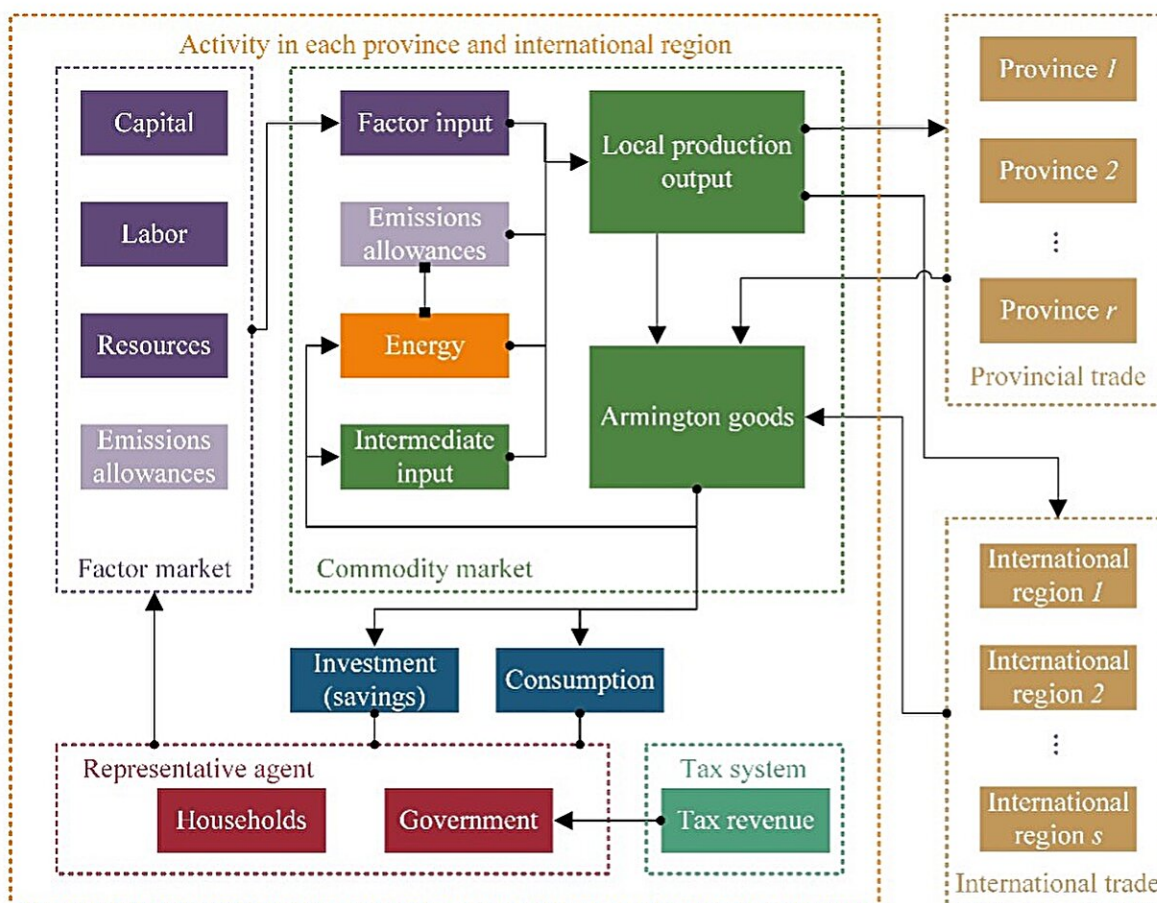 Activity in each province and international region
Capital
Labor
Resources
Emissions
allowances
Factor market
Factor input
Emissions
allowances
Energy
Intermediate
input
Commodity market
Local production
output
Armington goods
Province 1
Province 2
⋮
Province r
Provincial trade
International
region 1
International
region 2
⋮
International
region s
International trade
Investment
(savings)
Consumption
Representative agent
Households
Government
Tax system
Tax revenue